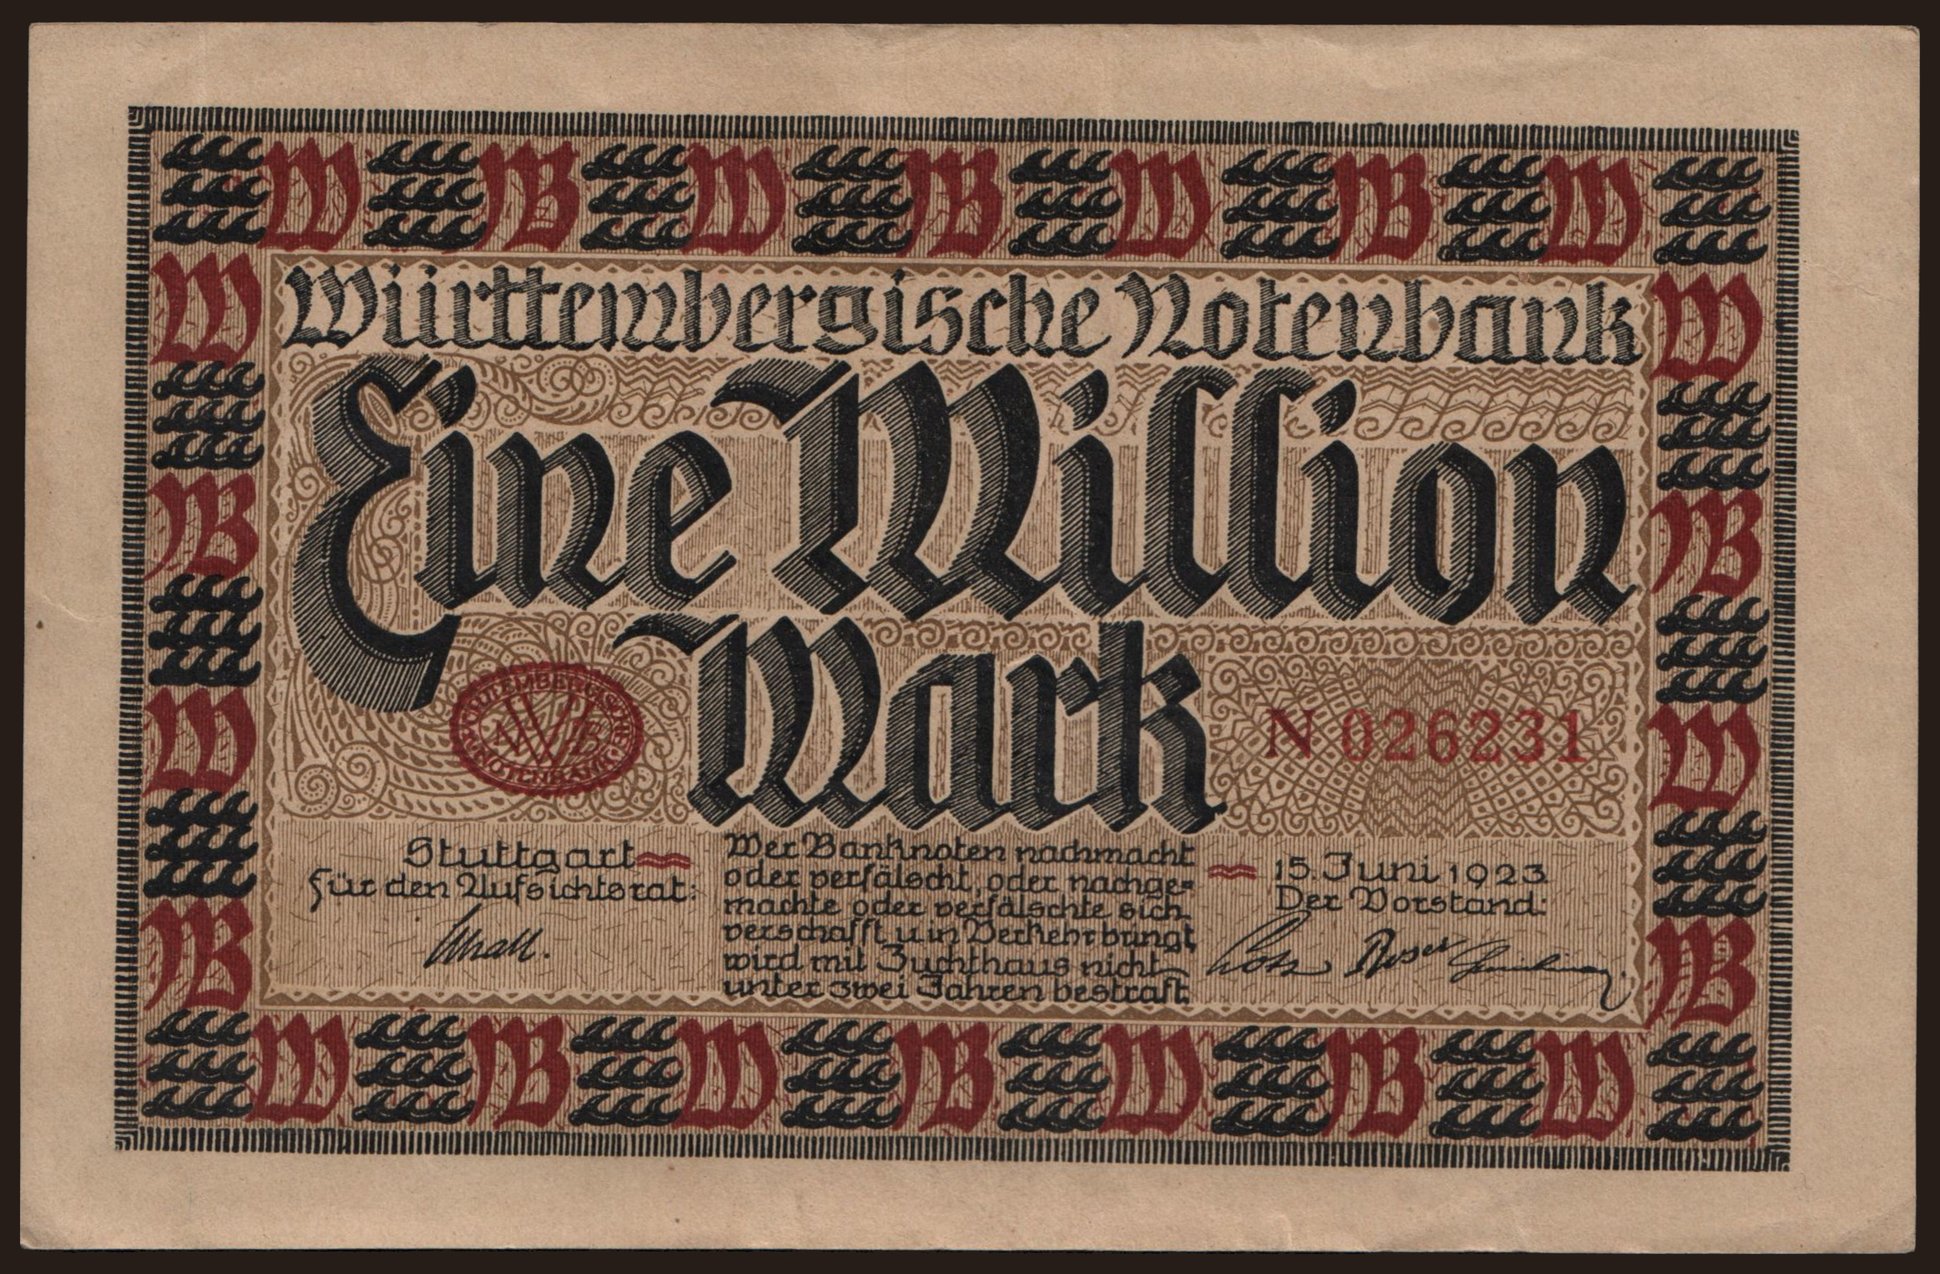 W B W B W B W
Württembergische Notenbank
Eine Million
Mark
WÜRTTEMBERGISCHE NOTENBANK
W N B
N 026231
Stuttgart
Für den Aufsichtsrat:
Wer Banknoten nachmacht
oder verfälscht, oder nachge=
machte oder verfälschte sich
verschafft u. in Verkehr bringt,
wird mit Zuchthaus nicht
unter zwei Jahren bestraft.
15. Juni 1923
Der Vorstand:
W B W B
W B W B
W B W B W B W